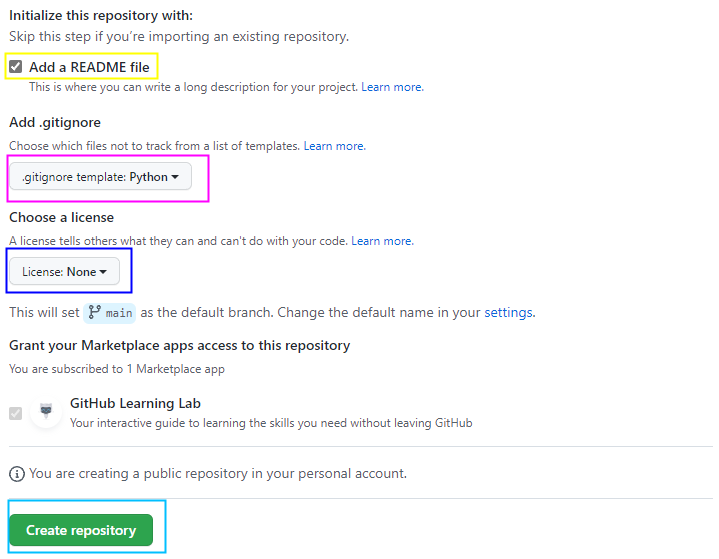 Initialize this repository with:
Skip this step if you're importing an existing repository.
Add a README file
This is where you can write a long description for your project. Learn more.
Add .gitignore
Choose which files not to track from a list of templates. Learn more.
.gitignore template: Python
Choose a license
A license tells others what they can and can't do with your code. Learn more.
License: None
This will set main as the default branch. Change the default name in your settings.
Grant your Marketplace apps access to this repository
You are subscribed to 1 Marketplace app
GitHub Learning Lab
Your interactive guide to learning the skills you need without leaving GitHub
You are creating a public repository in your personal account.
Create repository